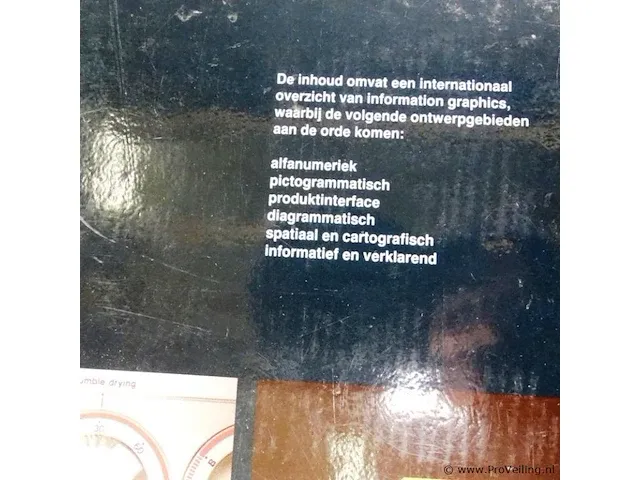 De inhoud omvat een internationaal
overzicht van information graphics,
waarbij de volgende ontwerpgebieden
aan de orde komen:
alfanumeriek
pictogrammatisch
produktinterface
diagrammatisch
spatiaal en cartografisch
informatief en verklarend
umble drying
8
© www.ProVeiling.nl